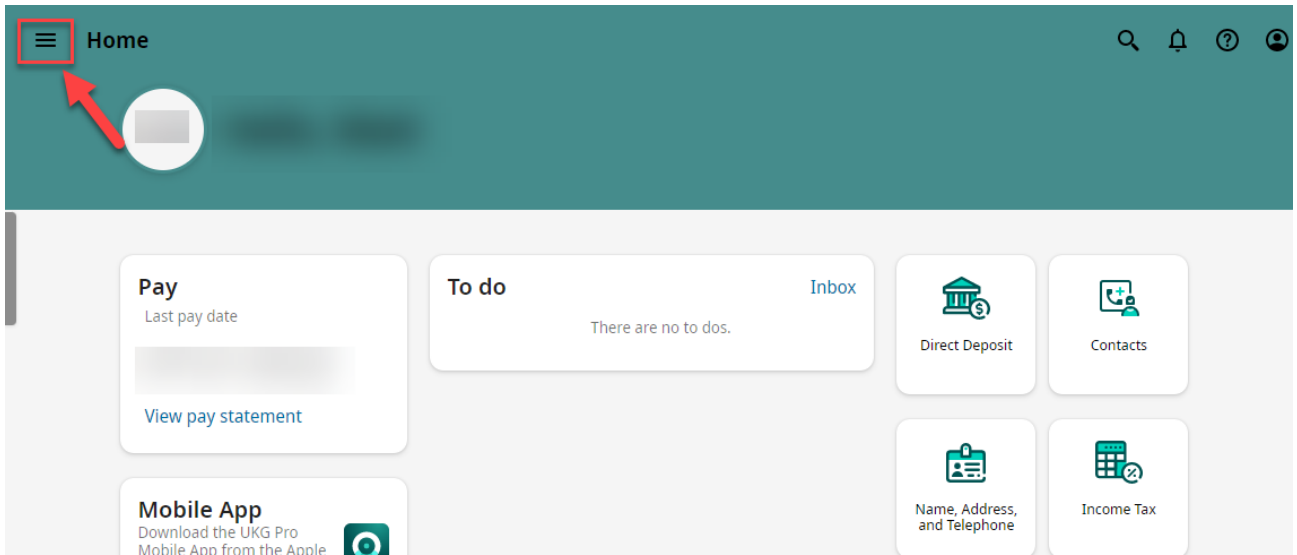 Home
Pay
Last pay date
View pay statement
To do
Inbox
There are no to dos.
Direct Deposit
Contacts
Name, Address,
and Telephone
Income Tax
Mobile App
Download the UKG Pro
Mobile App from the Apple